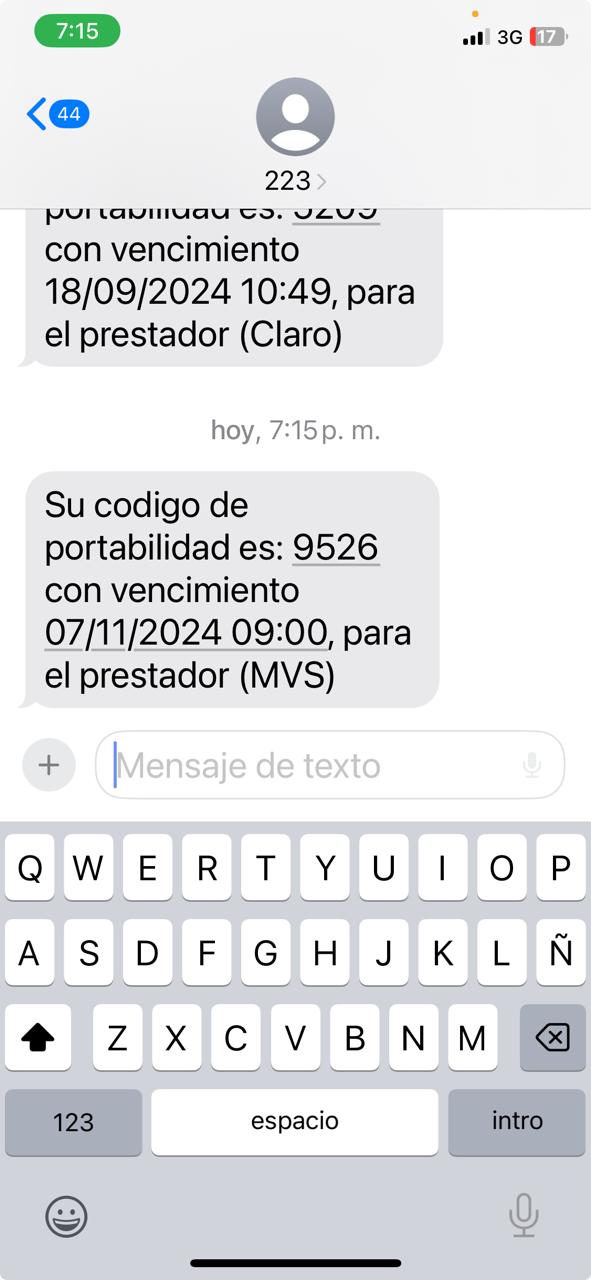 7:15
3G 17
44
223
portabilidad es: 5209
con vencimiento
18/09/2024 10:49, para
el prestador (Claro)
hoy, 7:15 p. m.
Su codigo de
portabilidad es: 9526
con vencimiento
07/11/2024 09:00, para
el prestador (MVS)
Mensaje de texto
Q W E R T Y U I O P
A S D F G H J K L Ñ
Z X C V B N M
123 espacio intro